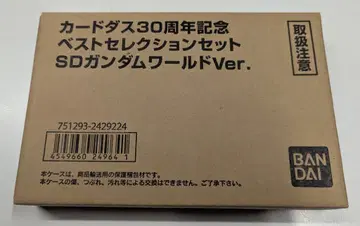 カードダス30周年記念
ベストセレクションセット
SDガンダムワールドVer.
取扱注意
751293-2429224
4549660 249641
本ケースは、商品輸送用の保護梱包材です。
本ケースの傷、つぶれ、汚れ等による交換はできません。ご了承下さい。
BAN
DAI